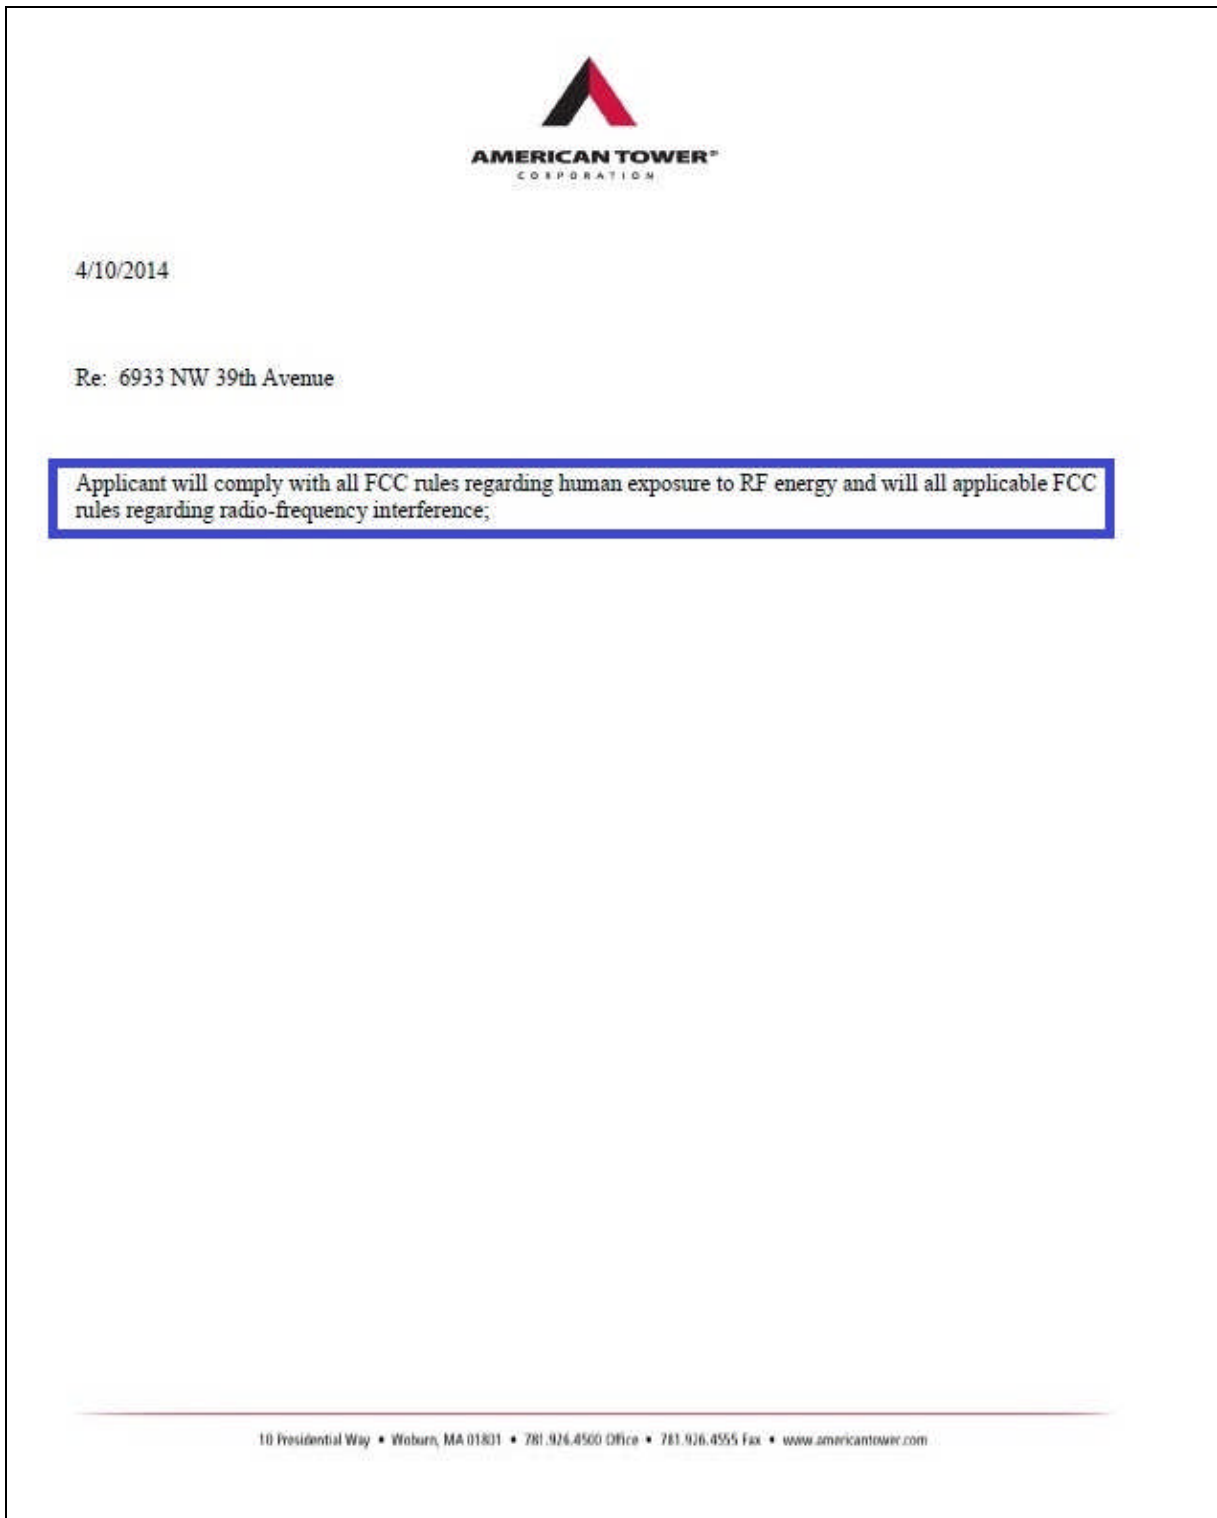 AMERICAN TOWER®
CORPORATION
4/10/2014
Re: 6933 NW 39th Avenue
Applicant will comply with all FCC rules regarding human exposure to RF energy and will all applicable FCC
rules regarding radio-frequency interference;
10 Presidential Way • Woburn, MA 01801 • 781.926.4500 Office • 781.926.4555 Fax • www.americantower.com